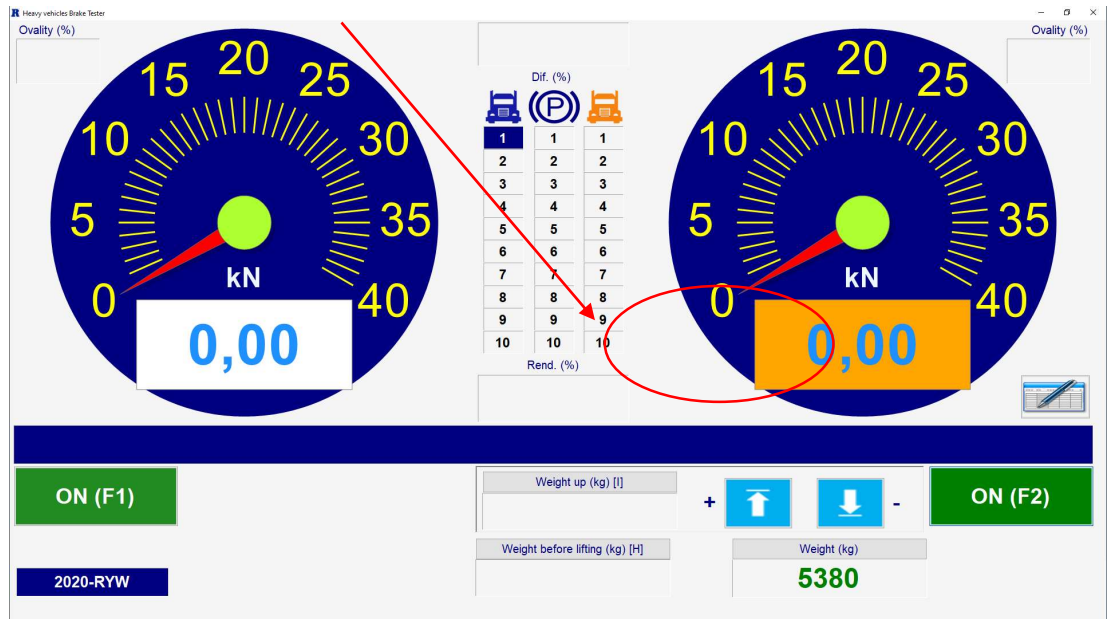 R Heavy vehicles Brake Tester
Ovality (%)
0
5
10
15
20
25
30
35
40
kN
0,00
Dif. (%)
(P)
1 1 1
2 2 2
3 3 3
4 4 4
5 5 5
6 6 6
7 7 7
8 8 8
9 9 9
10 10 10
Rend. (%)
Ovality (%)
0
5
10
15
20
25
30
35
40
kN
0,00
ON (F1)
Weight up (kg) [I]
+ -
ON (F2)
Weight before lifting (kg) [H]
Weight (kg)
5380
2020-RYW